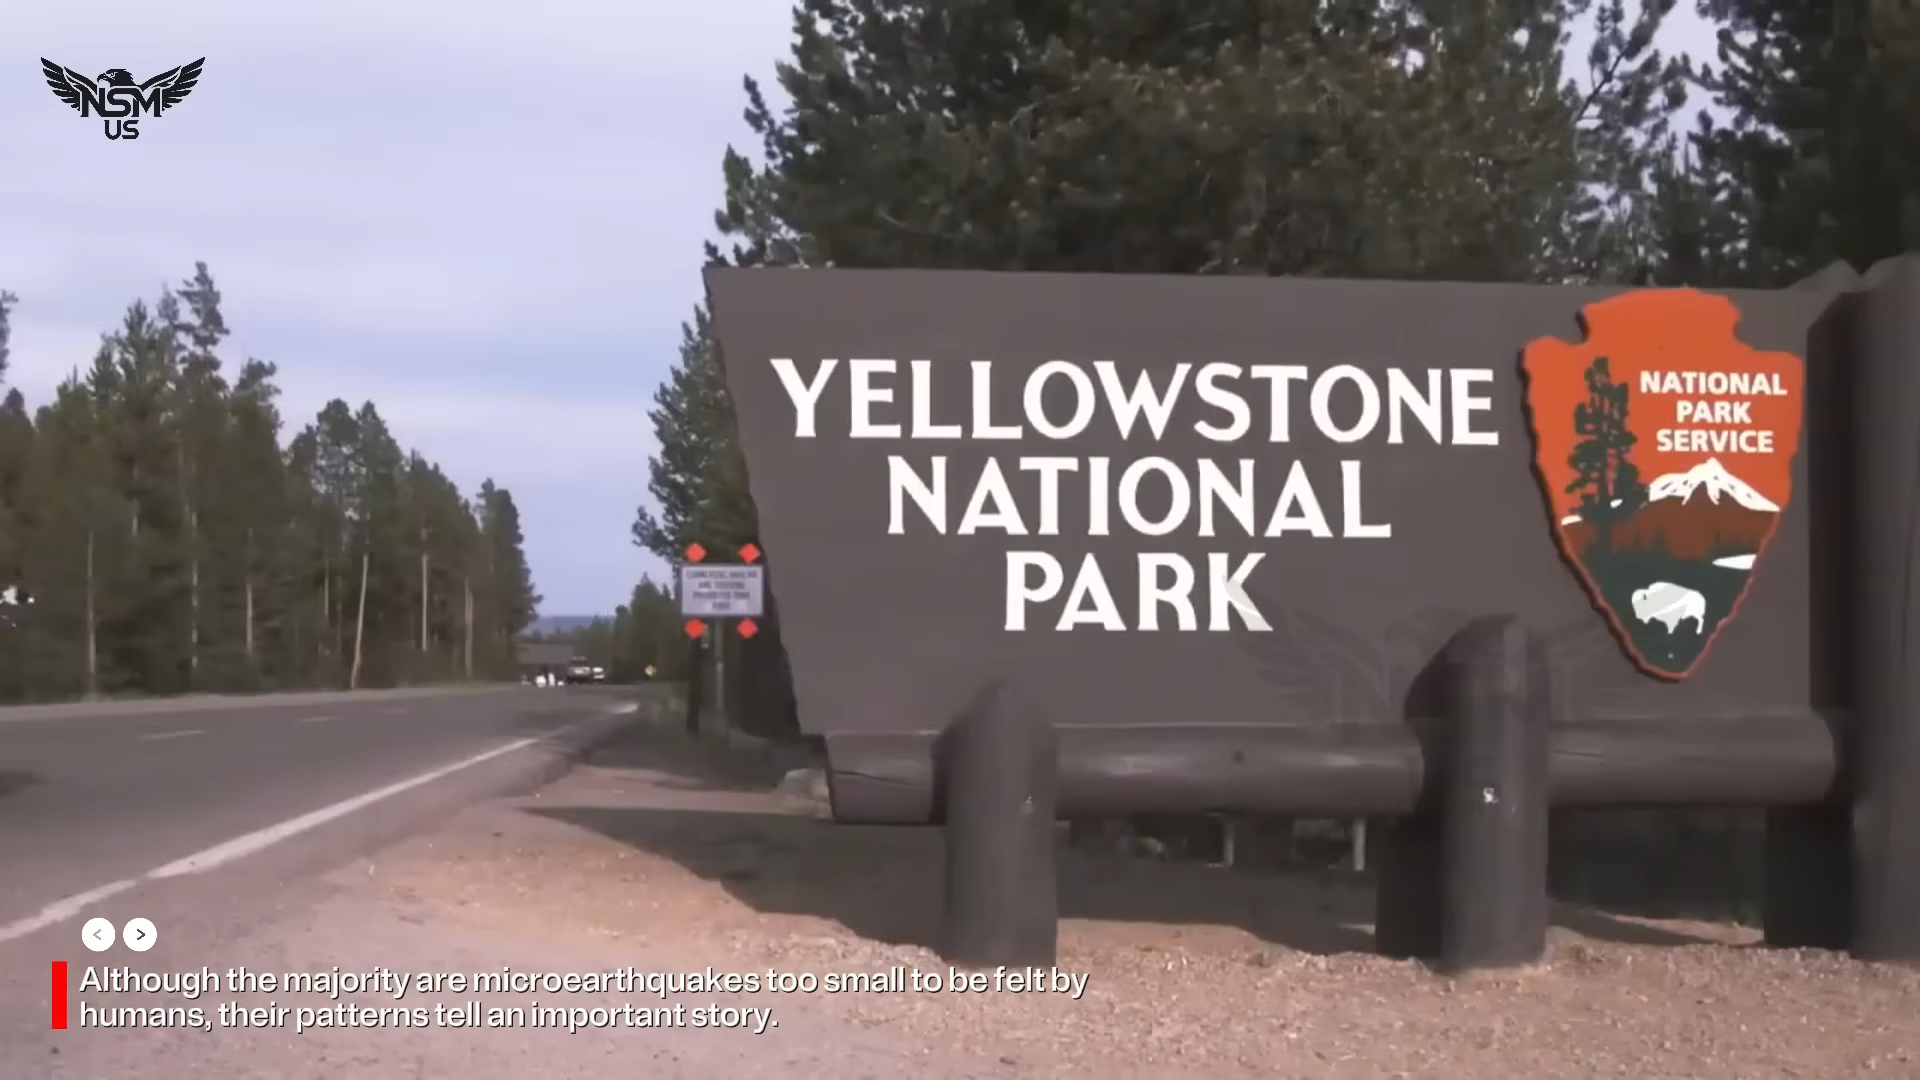 NSM
US
YELLOWSTONE
NATIONAL
PARK
NATIONAL
PARK
SERVICE
< >
Although the majority are microearthquakes too small to be felt by
humans, their patterns tell an important story.